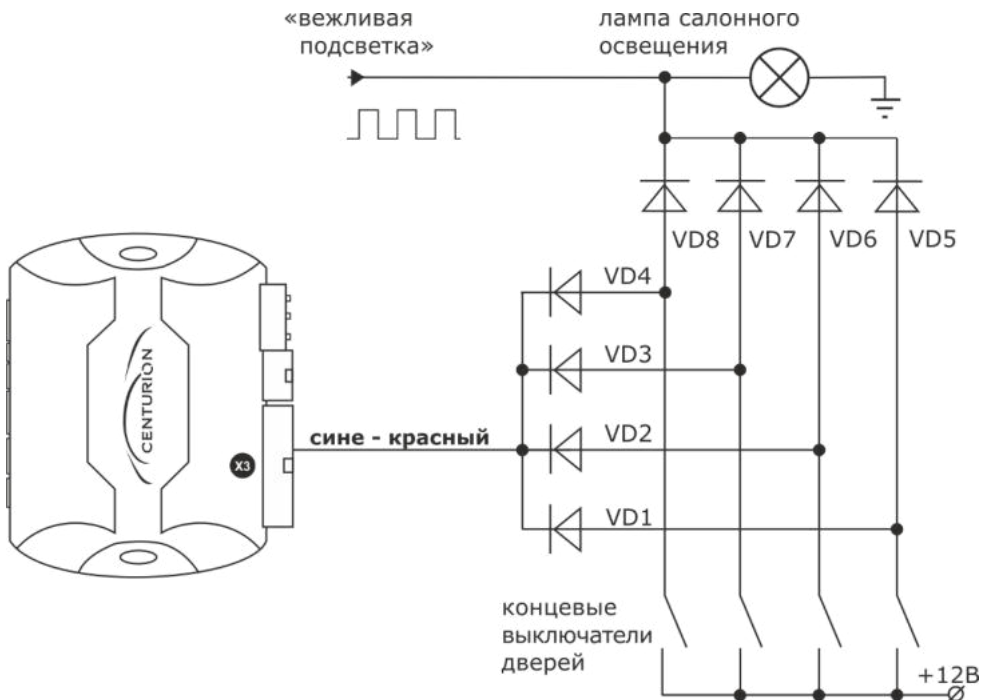 «вежливая
подсветка»
лампа салонного
освещения
VD8
VD7
VD6
VD5
VD4
VD3
VD2
VD1
CENTURION
X3
сине - красный
концевые
выключатели
дверей
+12В